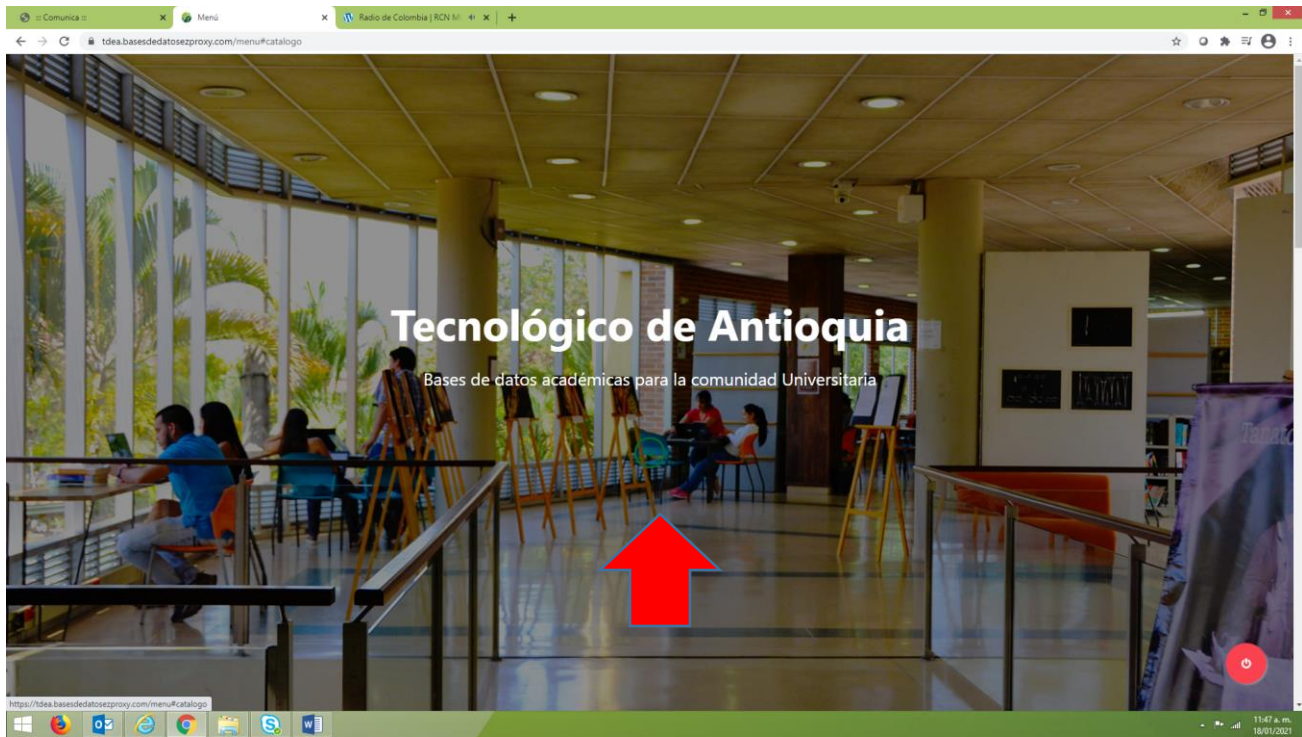 ::: Comunica :::
Menú
Radio de Colombia | RCN M
tdea.basesdedatosezproxy.com/menu#catalogo
Tecnológico de Antioquia
Bases de datos académicas para la comunidad Universitaria
https://tdea.basesdedatosezproxy.com/menu#catalogo
11:47 a. m.
18/01/2021